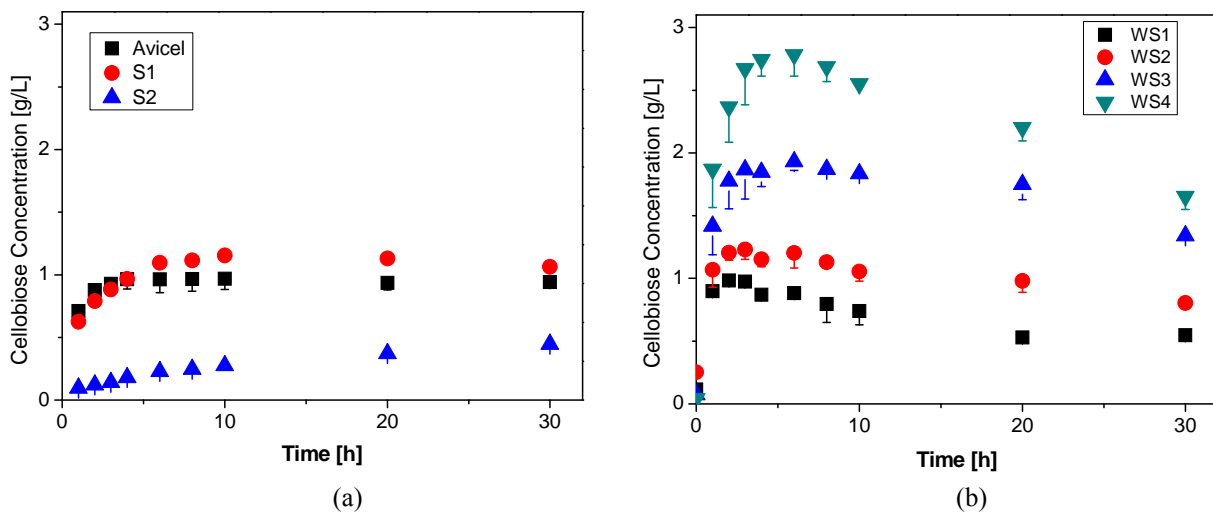 3
2
1
0
Cellobiose Concentration [g/L]
Avicel
S1
S2
0
10
20
30
Time [h]
(a)
3
2
1
0
Cellobiose Concentration [g/L]
WS1
WS2
WS3
WS4
0
10
20
30
Time [h]
(b)